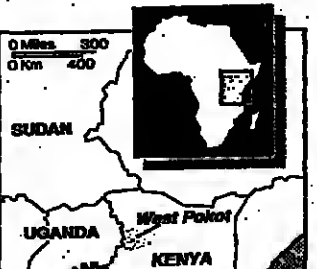 0 Miles 300
0 Km 400
SUDAN
West Pokot
UGANDA
KENYA